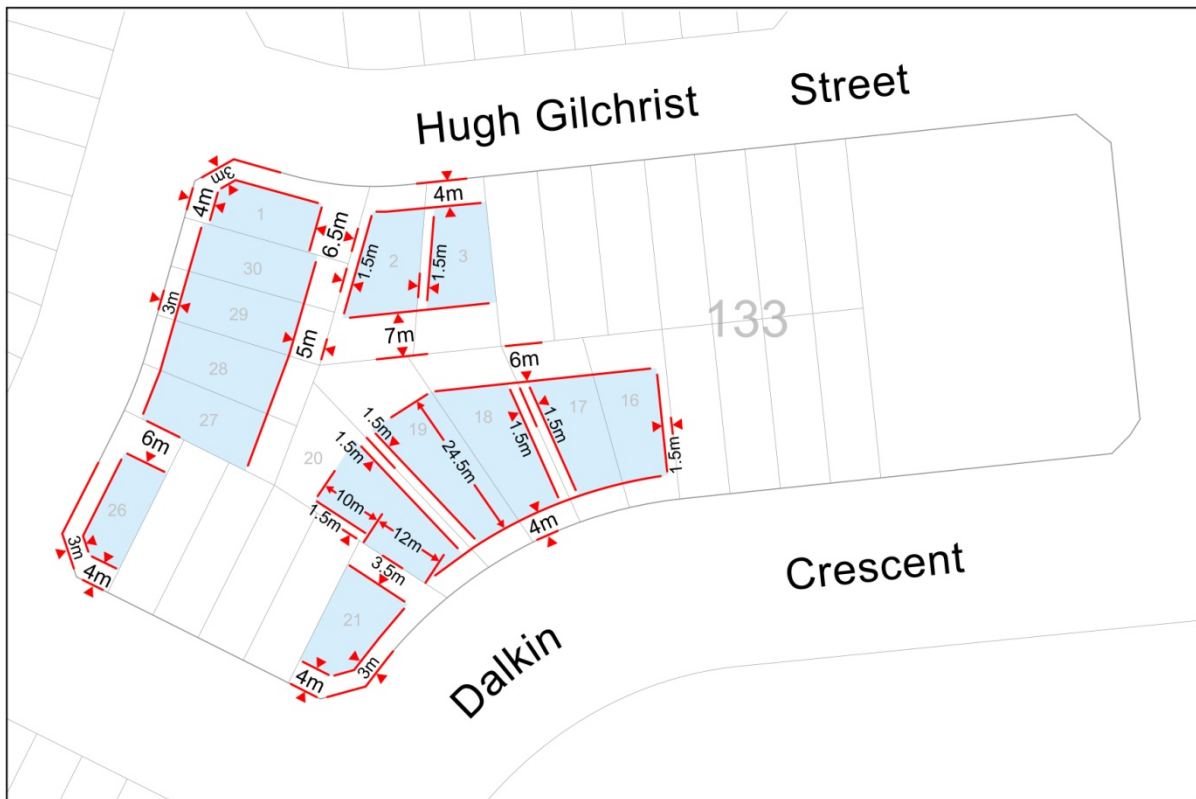 Hugh Gilchrist Street
3m
4m
1
6.5m
4m
1.5m
2
1.5m
3
30
29
3m
5m
7m
133
28
27
6m
6m
1.5m
19
18
1.5m
1.5m
17
16
1.5m
24.5m
20
1.5m
10m
1.5m
12m
4m
26
3m
4m
3.5m
21
4m
3m
Dalkin Crescent